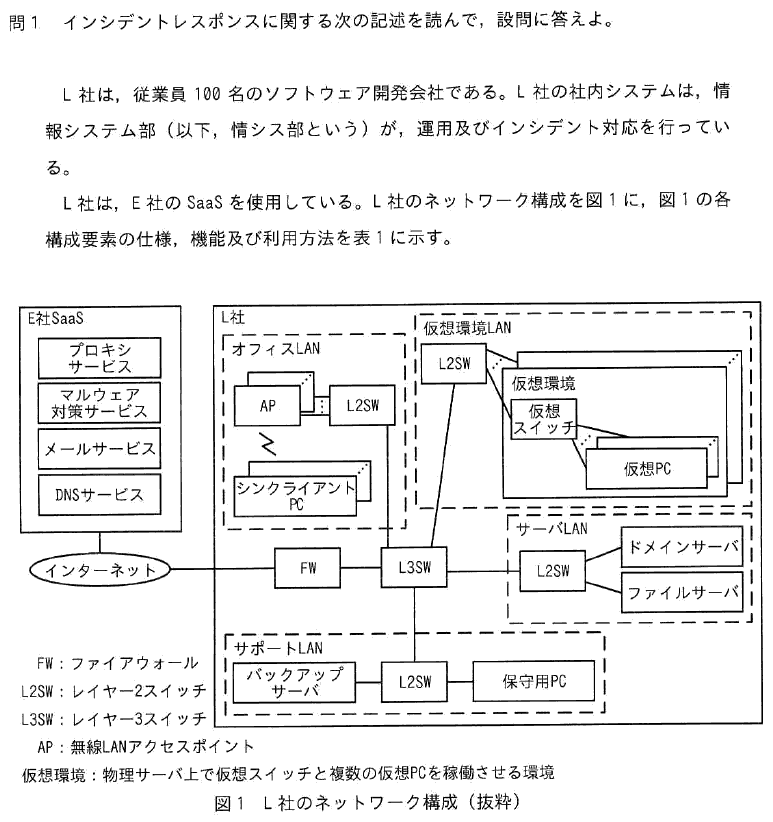 問1 インシデントレスポンスに関する次の記述を読んで，設問に答えよ。
L社は，従業員100名のソフトウェア開発会社である。L社の社内システムは，情
報システム部（以下，情シス部という）が，運用及びインシデント対応を行ってい
る。
L社は，E社のSaaSを使用している。L社のネットワーク構成を図1に，図1の各
構成要素の仕様，機能及び利用方法を表1に示す。
E社SaaS
プロキシ
サービス
マルウェア
対策サービス
メールサービス
DNSサービス
インターネット
L社
オフィスLAN
AP
L2SW
シンクライアント
PC
仮想環境LAN
L2SW
仮想環境
仮想
スイッチ
仮想PC
FW
L3SW
サーバLAN
L2SW
ドメインサーバ
ファイルサーバ
サポートLAN
バックアップ
サーバ
L2SW
保守用PC
FW：ファイアウォール
L2SW：レイヤー2スイッチ
L3SW：レイヤー3スイッチ
AP：無線LANアクセスポイント
仮想環境：物理サーバ上で仮想スイッチと複数の仮想PCを稼働させる環境
図1 L社のネットワーク構成（抜粋）